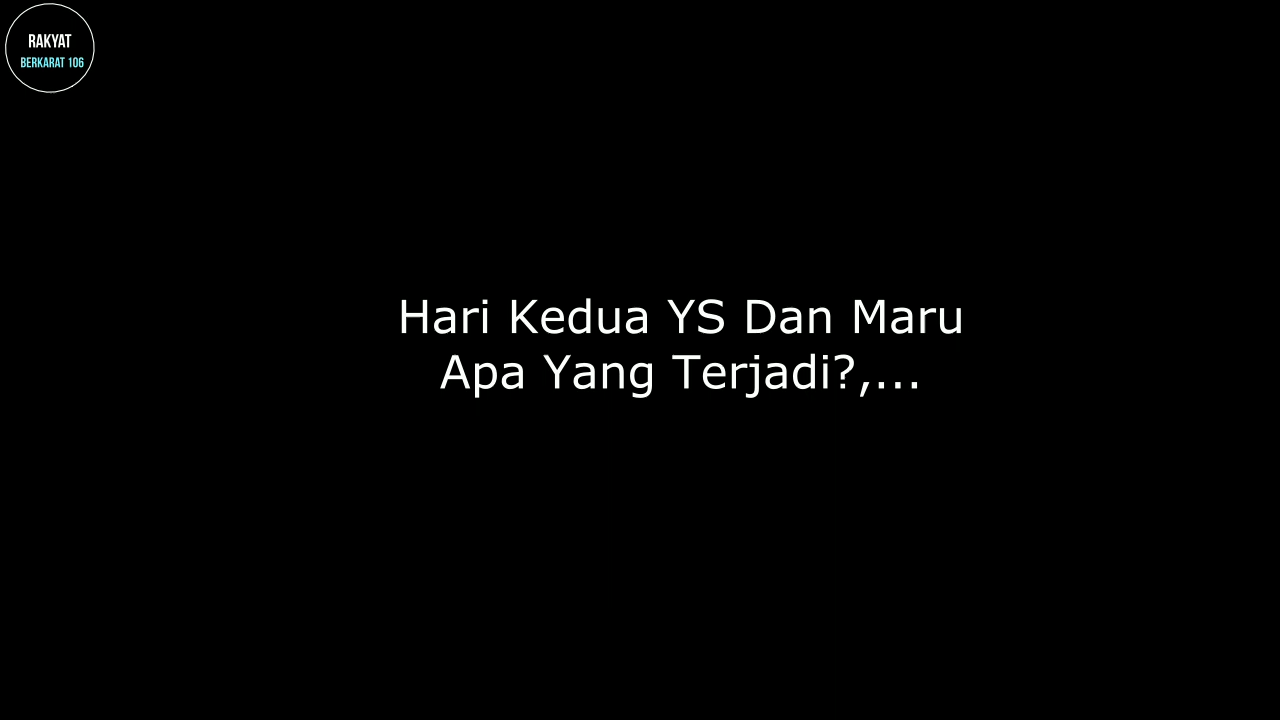 RAKYAT
BERKARAT 106
Hari Kedua YS Dan Maru
Apa Yang Terjadi?,...